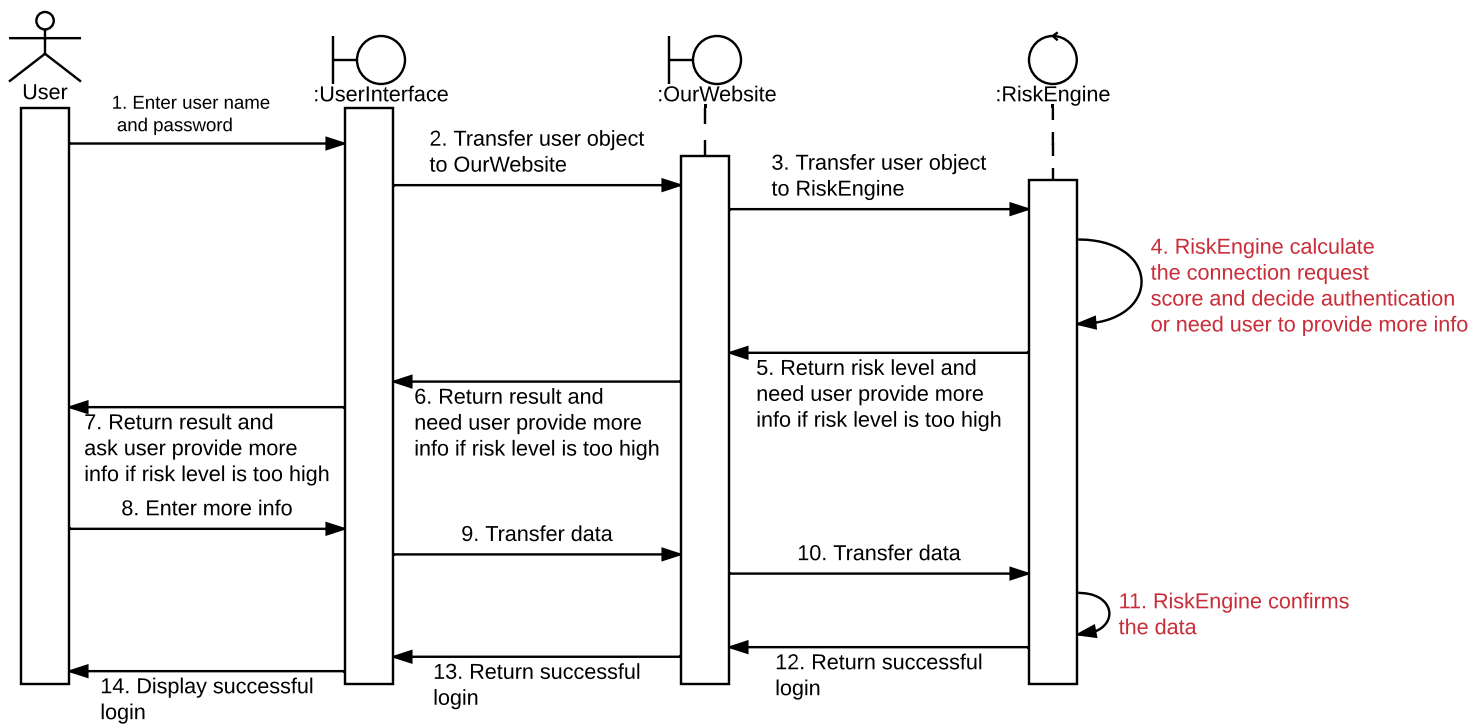 User
:UserInterface
:OurWebsite
:RiskEngine
1. Enter user name
and password
2. Transfer user object
to OurWebsite
3. Transfer user object
to RiskEngine
4. RiskEngine calculate
the connection request
score and decide authentication
or need user to provide more info
5. Return risk level and
need user provide more
info if risk level is too high
6. Return result and
need user provide more
info if risk level is too high
7. Return result and
ask user provide more
info if risk level is too high
8. Enter more info
9. Transfer data
10. Transfer data
11. RiskEngine confirms
the data
12. Return successful
login
13. Return successful
login
14. Display successful
login